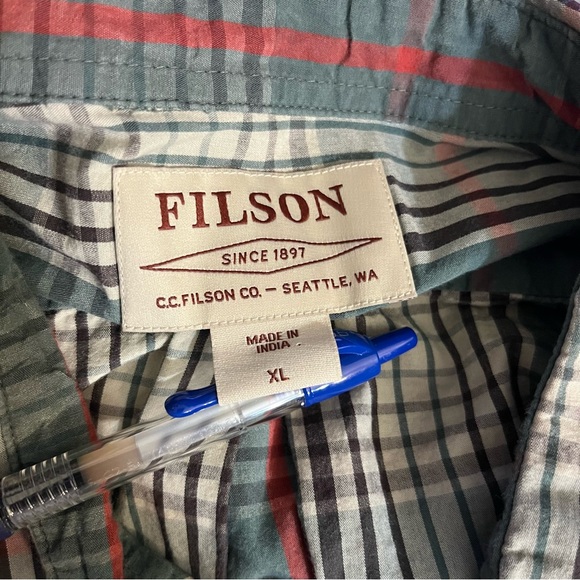 FILSON
SINCE 1897
C.C.FILSON CO. — SEATTLE, WA
MADE IN
INDIA
XL